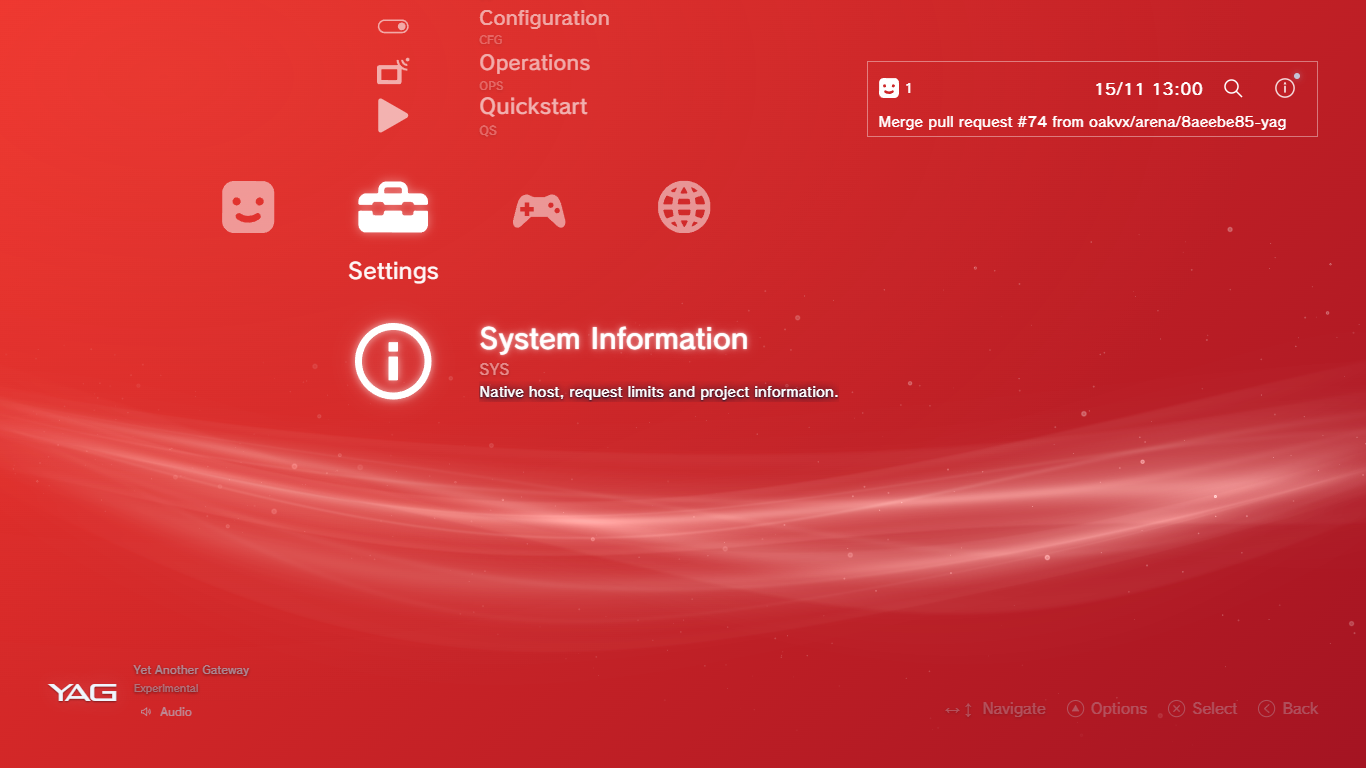 Configuration
CFG
Operations
OPS
Quickstart
QS
1
15/11 13:00
Merge pull request #74 from oakvx/arena/8aeebe85-yag
Settings
System Information
SYS
Native host, request limits and project information.
YAG
Yet Another Gateway
Experimental
Audio
Navigate
Options
Select
Back